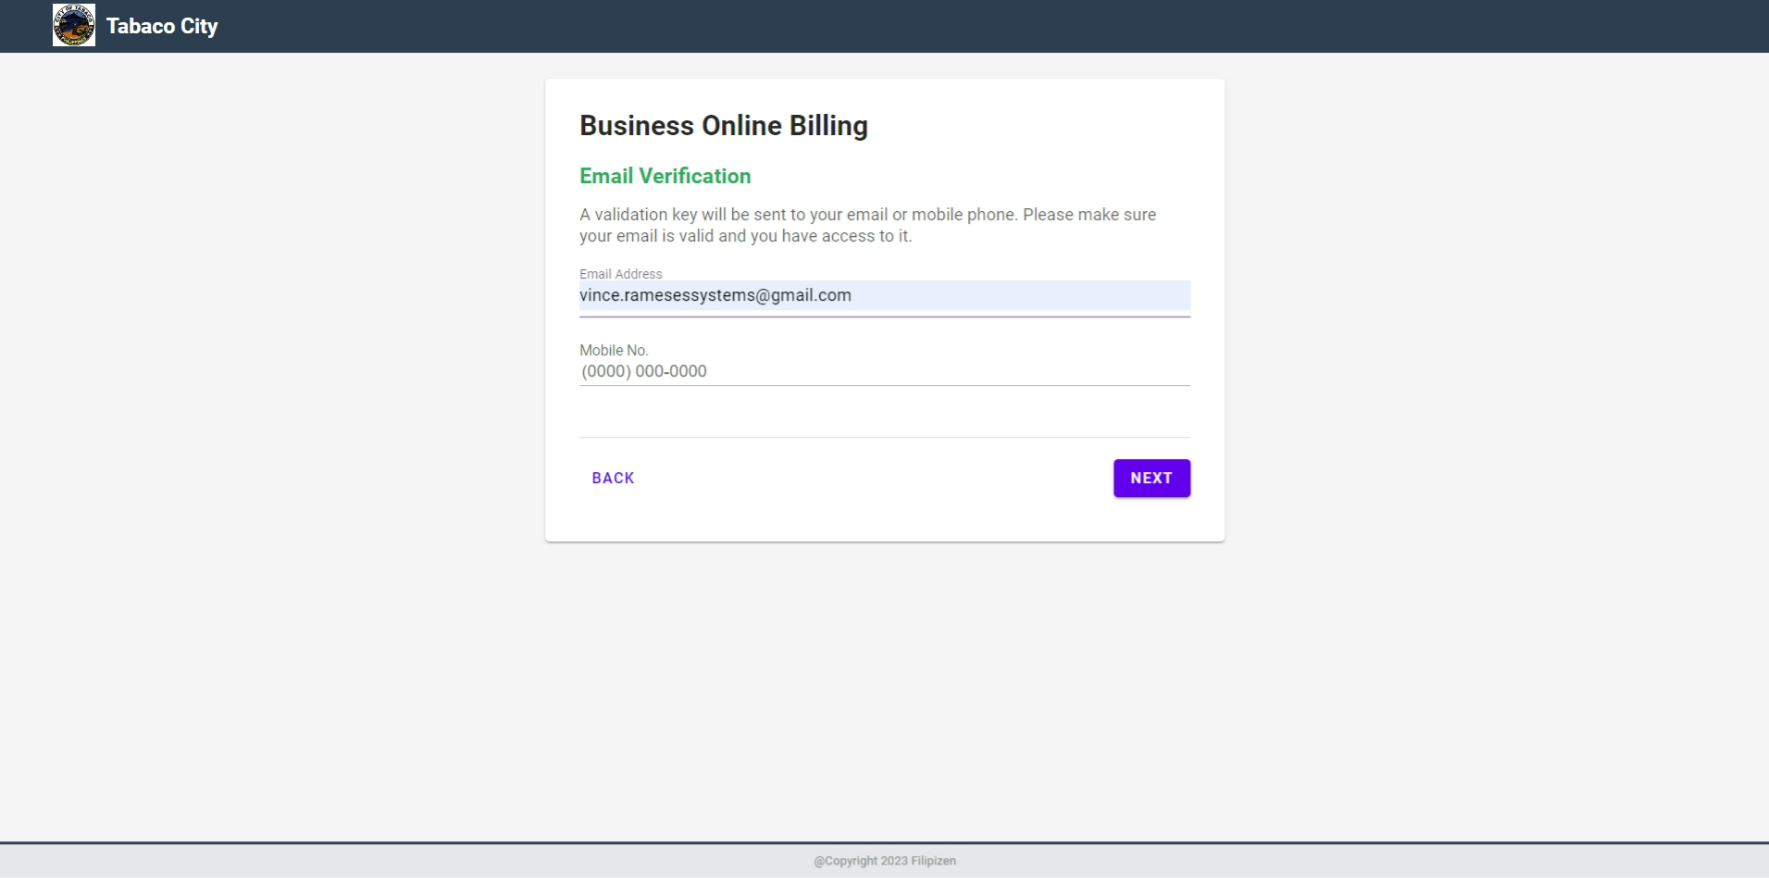 Tabaco City
Business Online Billing
Email Verification
A validation key will be sent to your email or mobile phone. Please make sure
your email is valid and you have access to it.
Email Address
vince.ramesessystems@gmail.com
Mobile No.
(0000) 000-0000
BACK
NEXT
@Copyright 2023 Filipizen